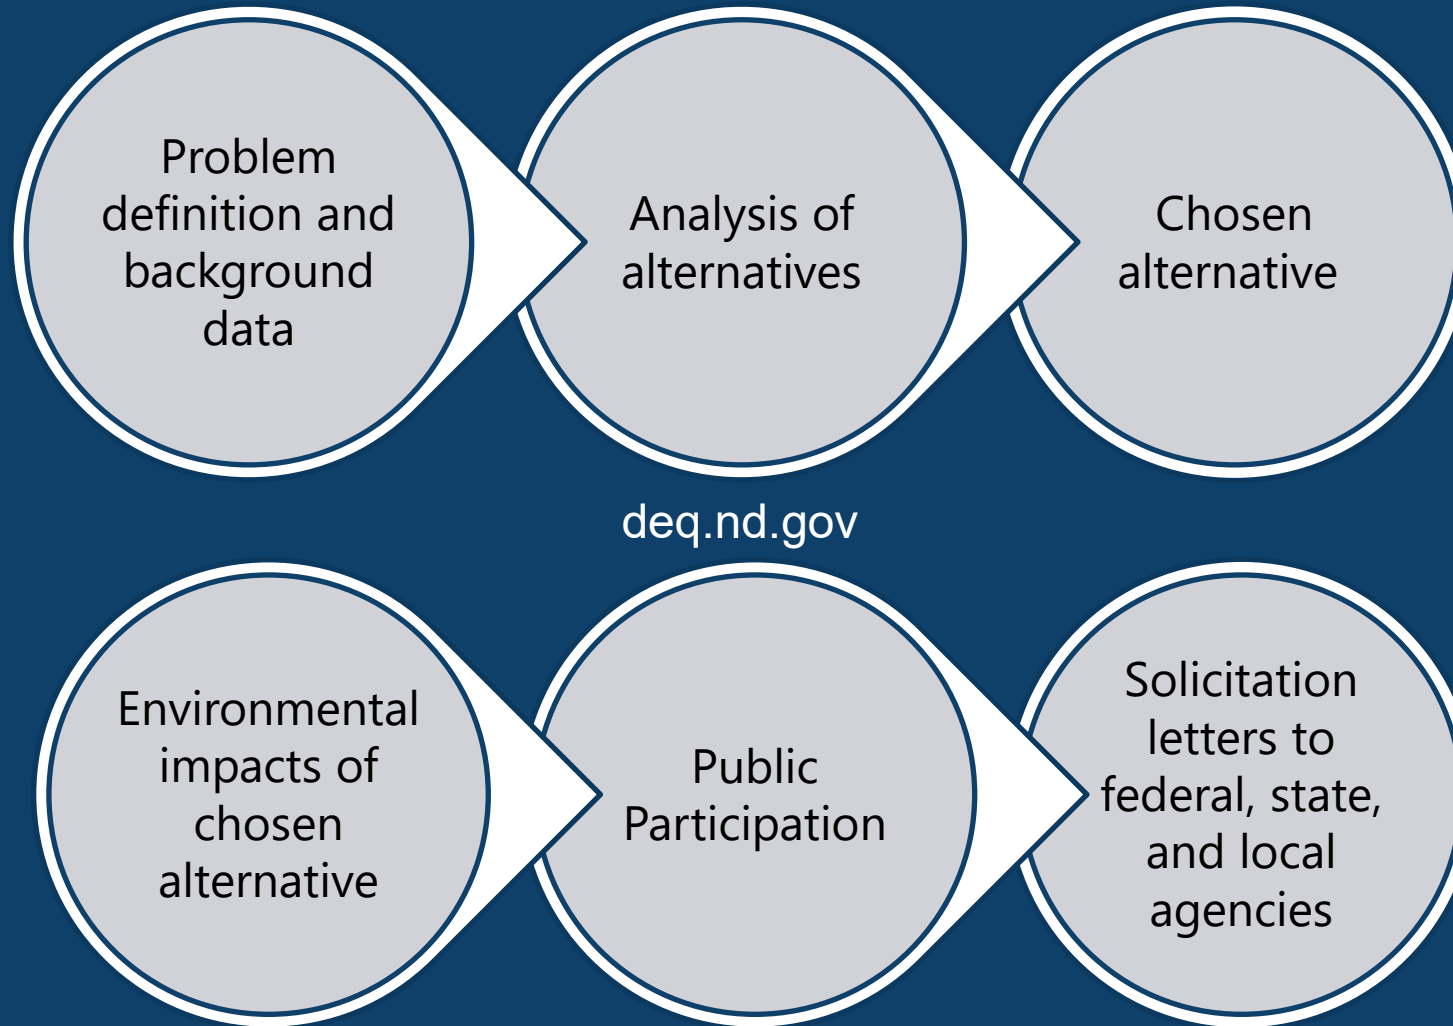 Problem
definition and
background
data
Analysis of
alternatives
Chosen
alternative
deq.nd.gov
Environmental
impacts of
chosen
alternative
Public
Participation
Solicitation
letters to
federal, state,
and local
agencies